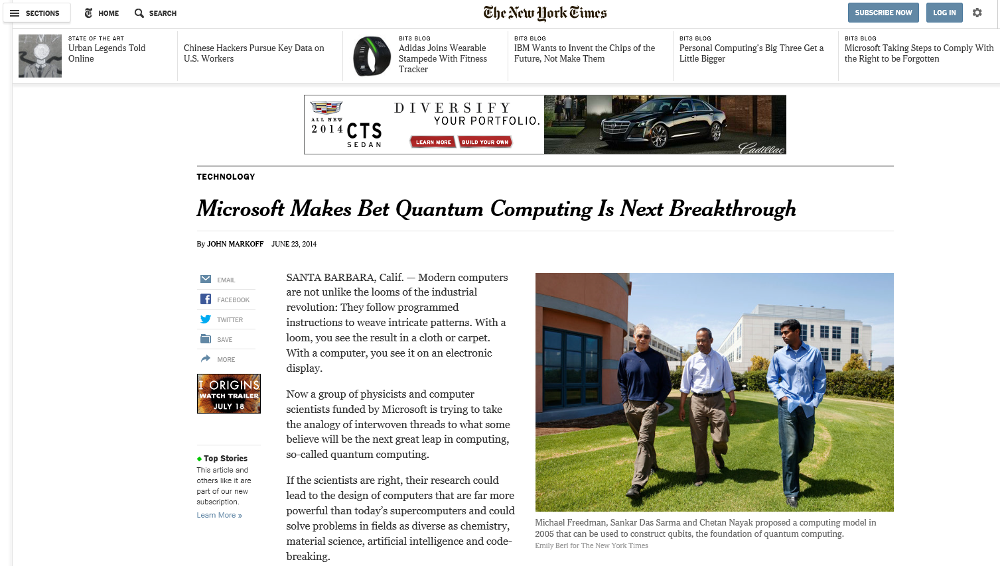 SECTIONS
HOME
SEARCH
The New York Times
SUBSCRIBE NOW
LOG IN
STATE OF THE ART
Urban Legends Told
Online
Chinese Hackers Pursue Key Data on
U.S. Workers
BITS BLOG
Adidas Joins Wearable
Stampede With Fitness
Tracker
BITS BLOG
IBM Wants to Invent the Chips of the
Future, Not Make Them
BITS BLOG
Personal Computing's Big Three Get a
Little Bigger
BITS BLOG
Microsoft Taking Steps to Comply With
the Right to be Forgotten
ALL NEW
2014 CTS
SEDAN
DIVERSIFY
YOUR PORTFOLIO.
LEARN MORE
BUILD YOUR OWN
Cadillac
TECHNOLOGY
Microsoft Makes Bet Quantum Computing Is Next Breakthrough
By JOHN MARKOFF JUNE 23, 2014
EMAIL
FACEBOOK
TWITTER
SAVE
MORE
I ORIGINS
WATCH TRAILER
JULY 18
Top Stories
This article and
others like it are
part of our new
subscription.
Learn More »
SANTA BARBARA, Calif. — Modern computers
are not unlike the looms of the industrial
revolution: They follow programmed
instructions to weave intricate patterns. With a
loom, you see the result in a cloth or carpet.
With a computer, you see it on an electronic
display.
Now a group of physicists and computer
scientists funded by Microsoft is trying to take
the analogy of interwoven threads to what some
believe will be the next great leap in computing,
so-called quantum computing.
If the scientists are right, their research could
lead to the design of computers that are far more
powerful than today's supercomputers and could
solve problems in fields as diverse as chemistry,
material science, artificial intelligence and code-
breaking.
Michael Freedman, Sankar Das Sarma and Chetan Nayak proposed a computing model in
2005 that can be used to construct qubits, the foundation of quantum computing.
Emily Berl for The New York Times